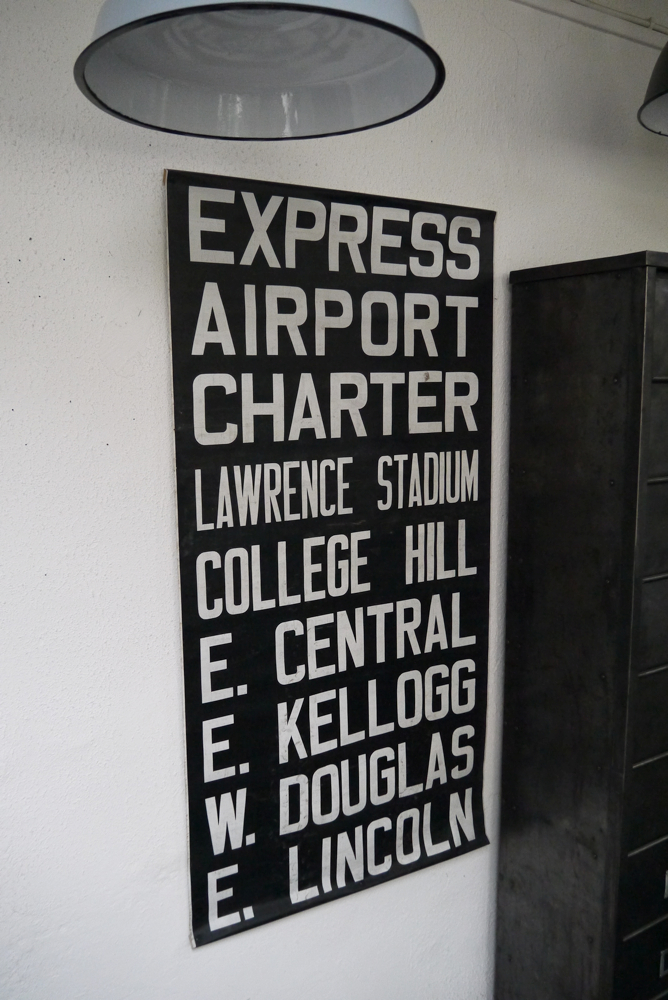 EXPRESS
AIRPORT
CHARTER
LAWRENCE STADIUM
COLLEGE HILL
E. CENTRAL
E. KELLOGG
W. DOUGLAS
E. LINCOLN